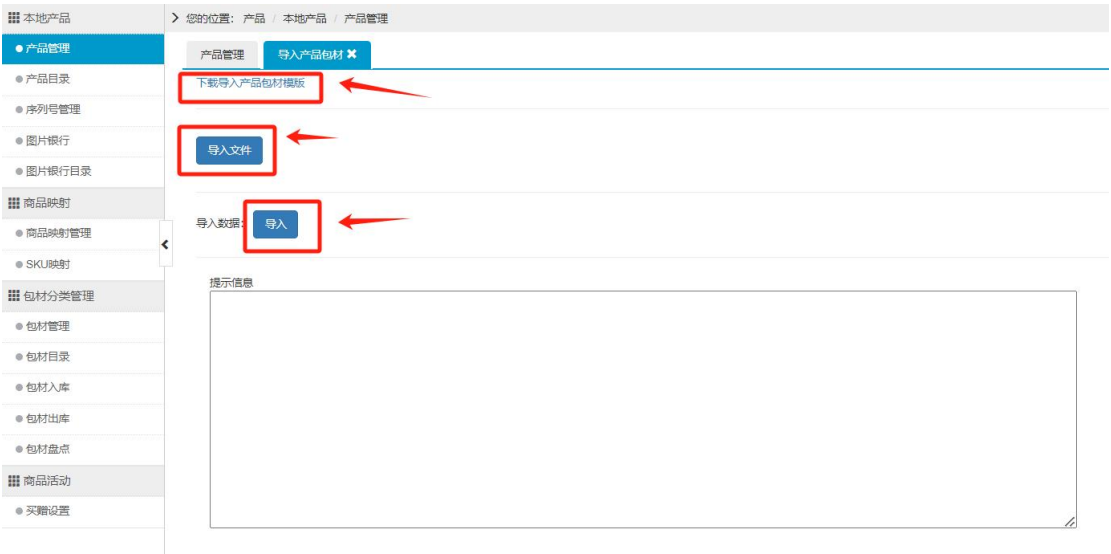 本地产品
产品管理
产品目录
序列号管理
图片银行
图片银行目录
商品映射
商品映射管理
SKU映射
包材分类管理
包材管理
包材目录
包材入库
包材出库
包材盘点
商品活动
买赠设置
您的位置: 产品 / 本地产品 / 产品管理
产品管理 导入产品包材
下载导入产品包材模版
导入文件
导入数据: 导入
提示信息